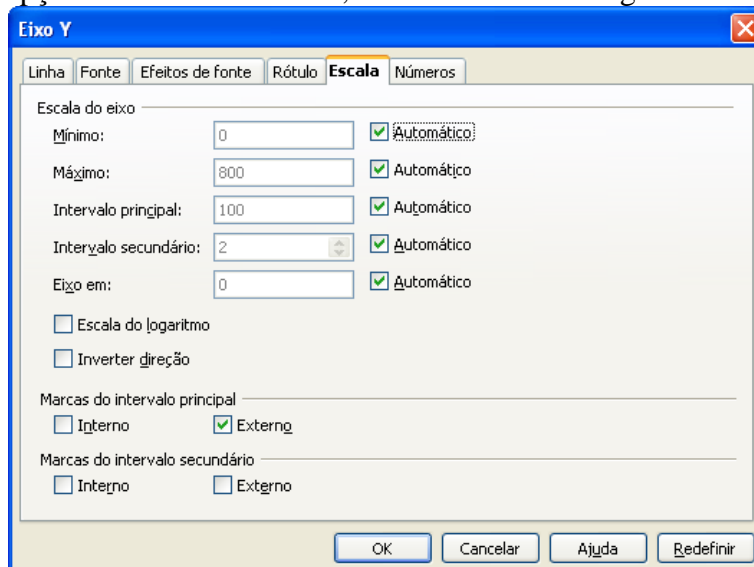 Eixo Y
Linha Fonte Efeitos de fonte Rótulo Escala Números
Escala do eixo
Mínimo: 0 Automático
Máximo: 800 Automático
Intervalo principal: 100 Automático
Intervalo secundário: 2 Automático
Eixo em: 0 Automático
Escala do logaritmo
Inverter direção
Marcas do intervalo principal
Interno Externo
Marcas do intervalo secundário
Interno Externo
OK Cancelar Ajuda Redefinir